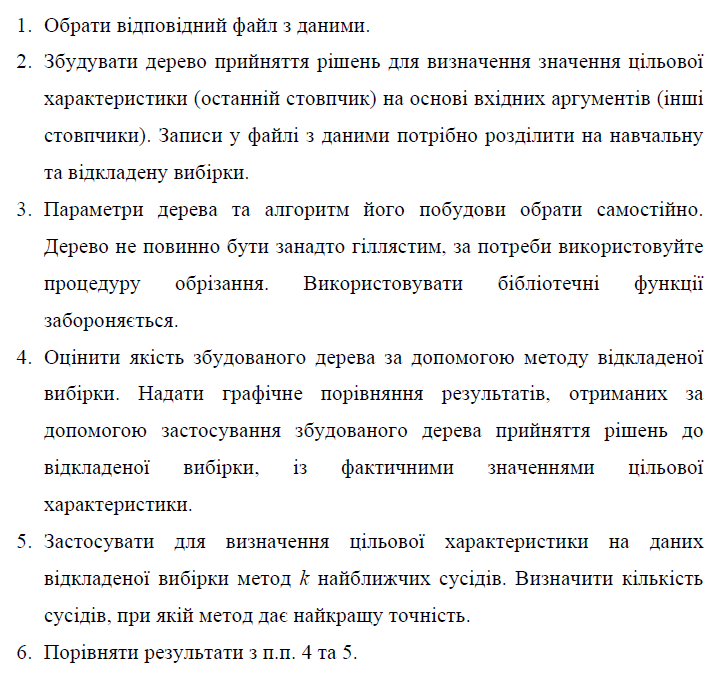 1. Обрати відповідний файл з даними.
2. Збудувати дерево прийняття рішень для визначення значення цільової
характеристики (останній стовпчик) на основі вхідних аргументів (інші
стовпчики). Записи у файлі з даними потрібно розділити на навчальну
та відкладену вибірки.
3. Параметри дерева та алгоритм його побудови обрати самостійно.
Дерево не повинно бути занадто гіллястим, за потреби використовуйте
процедуру обрізання. Використовувати бібліотечні функції
забороняється.
4. Оцінити якість збудованого дерева за допомогою методу відкладеної
вибірки. Надати графічне порівняння результатів, отриманих за
допомогою застосування збудованого дерева прийняття рішень до
відкладеної вибірки, із фактичними значеннями цільової
характеристики.
5. Застосувати для визначення цільової характеристики на даних
відкладеної вибірки метод k найближчих сусідів. Визначити кількість
сусідів, при якій метод дає найкращу точність.
6. Порівняти результати з п.п. 4 та 5.